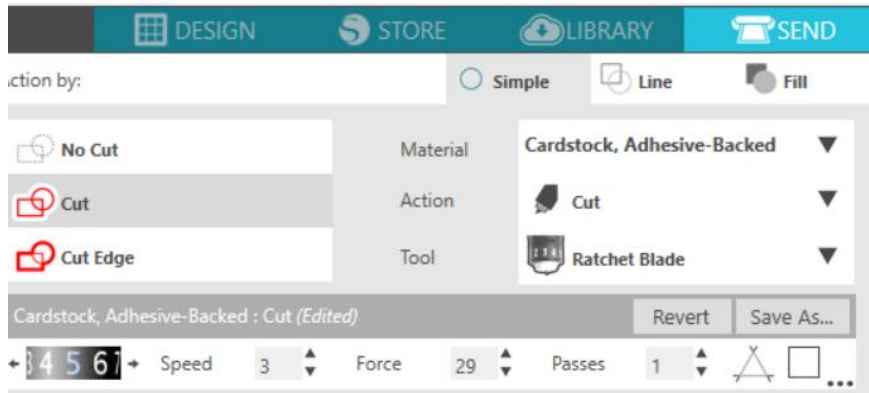 DESIGN STORE LIBRARY SEND
ction by: Simple Line Fill
No Cut Material Cardstock, Adhesive-Backed
Cut Action Cut
Cut Edge Tool Ratchet Blade
Cardstock, Adhesive-Backed : Cut (Edited) Revert Save As...
3 4 5 6 7 Speed 3 Force 29 Passes 1 ...